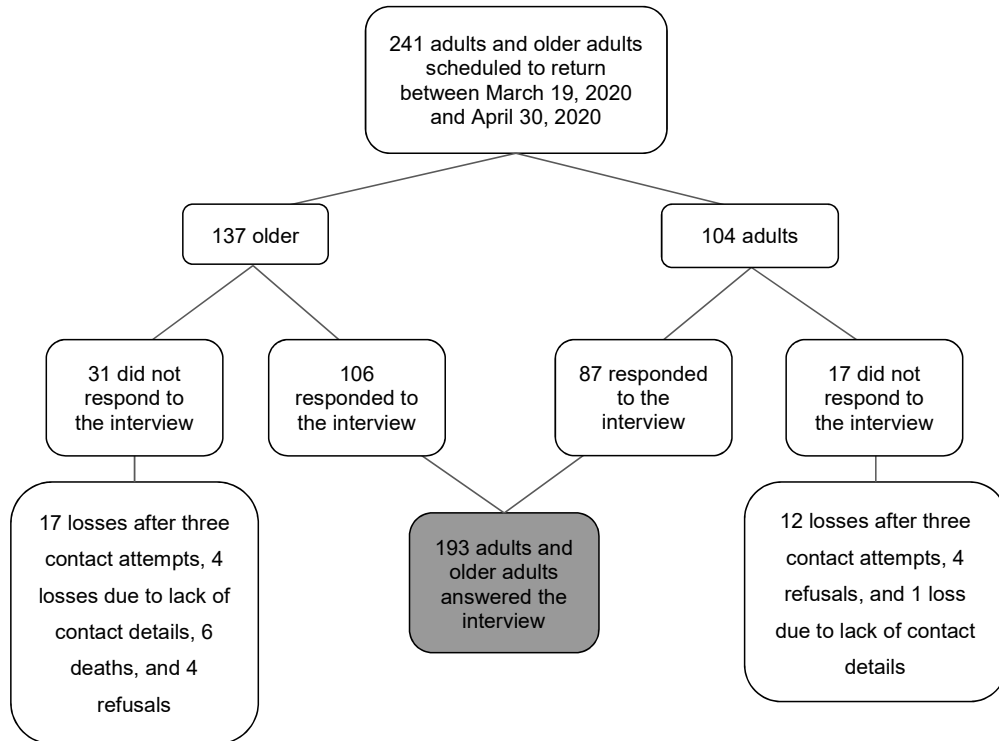 241 adults and older adults
scheduled to return
between March 19, 2020
and April 30, 2020
137 older
104 adults
31 did not
respond to
the interview
106
responded to
the interview
87 responded
to the
interview
17 did not
respond to
the interview
17 losses after three
contact attempts, 4
losses due to lack of
contact details, 6
deaths, and 4
refusals
193 adults and
older adults
answered the
interview
12 losses after three
contact attempts, 4
refusals, and 1 loss
due to lack of contact
details